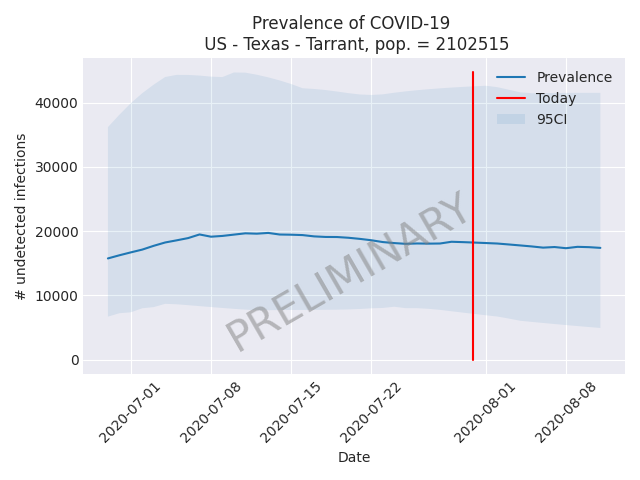 Prevalence of COVID-19
US - Texas - Tarrant, pop. = 2102515
Prevalence
Today
95CI
# undetected infections
40000
30000
20000
10000
0
PRELIMINARY
2020-07-01
2020-07-08
2020-07-15
2020-07-22
2020-08-01
2020-08-08
Date